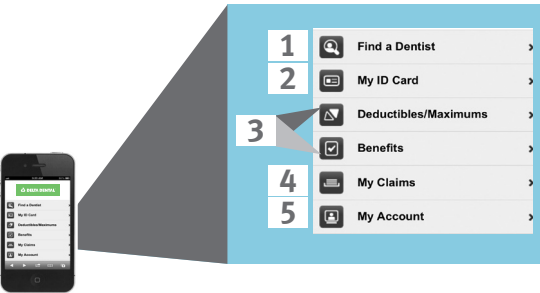 1 Find a Dentist
2 My ID Card
Deductibles/Maximums
3
Benefits
4 My Claims
5 My Account
DELTA DENTAL
Find a Dentist
My ID Card
Deductibles/Maximums
Benefits
My Claims
My Account